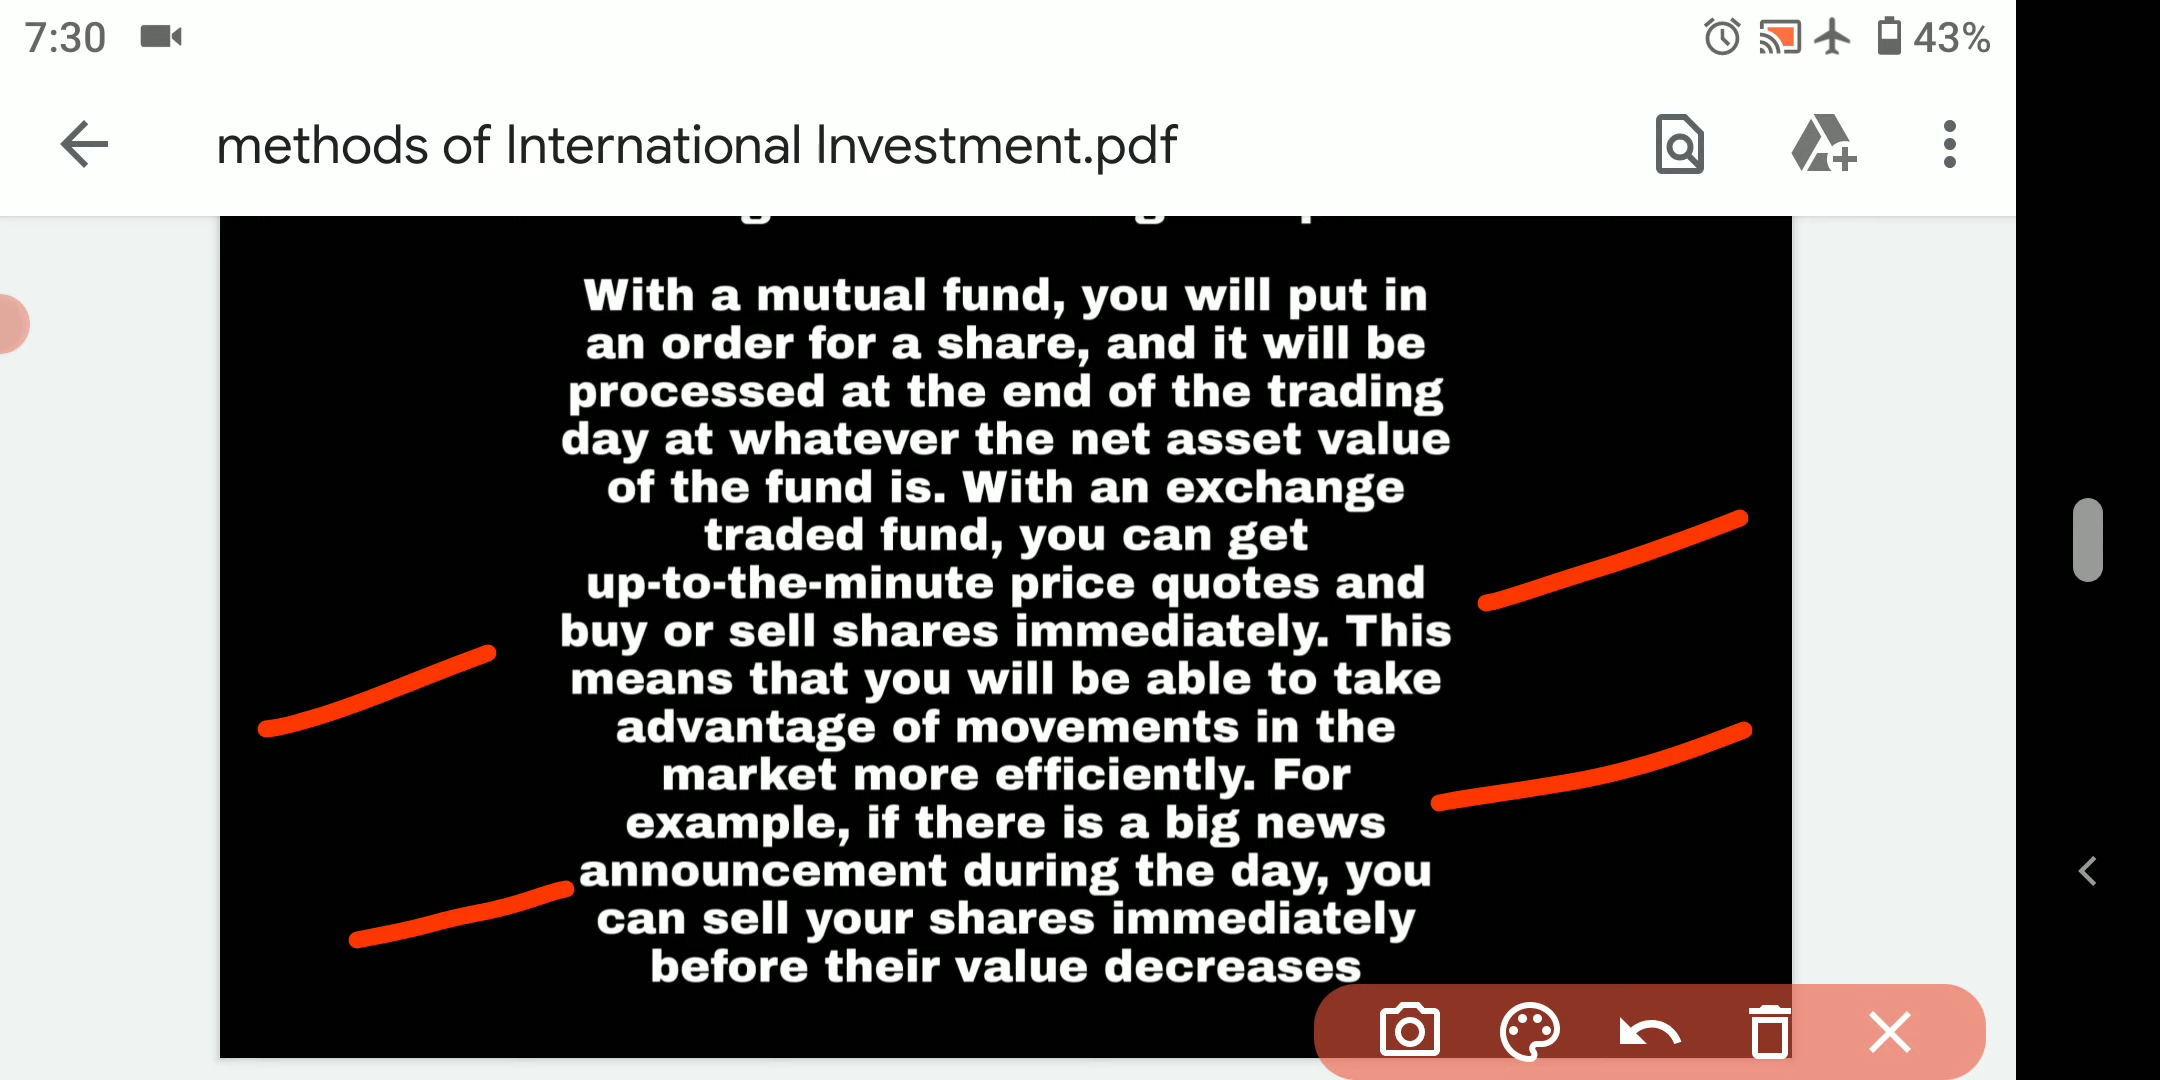 7:30
43%
methods of International Investment.pdf
With a mutual fund, you will put in
an order for a share, and it will be
processed at the end of the trading
day at whatever the net asset value
of the fund is. With an exchange
traded fund, you can get
up-to-the-minute price quotes and
buy or sell shares immediately. This
means that you will be able to take
advantage of movements in the
market more efficiently. For
example, if there is a big news
announcement during the day, you
can sell your shares immediately
before their value decreases